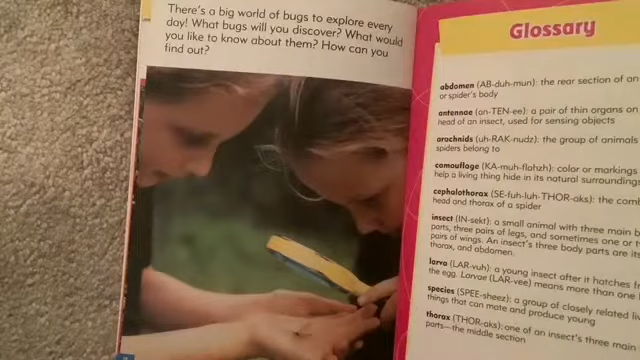 There's a big world of bugs to explore every
day! What bugs will you discover? What would
you like to know about them? How can you
find out?
Glossary
abdomen (AB-duh-mun): the rear section of an
or spider's body
antennae (an-TEN-ee): a pair of thin organs on
head of an insect, used for sensing objects
arachnids (uh-RAK-nudz): the group of animals
spiders belong to
camouflage (KA-muh-flahzh): color or markings
help a living thing hide in its natural surroundings
cephalothorax (SE-fuh-luh-THOR-aks): the
head and thorax of a spider
insect (IN-sekt): a small animal with three main
parts, three pairs of legs, and sometimes one or
pairs of wings. An insect's three body parts are
thorax, and abdomen.
larva (LAR-vuh): a young insect after it hatches
the egg. Larvae (LAR-vee) means more than one
species (SPEE-sheez): a group of closely related
things that can mate and produce young
thorax (THOR-aks): one of an insect's three main
parts—the middle section